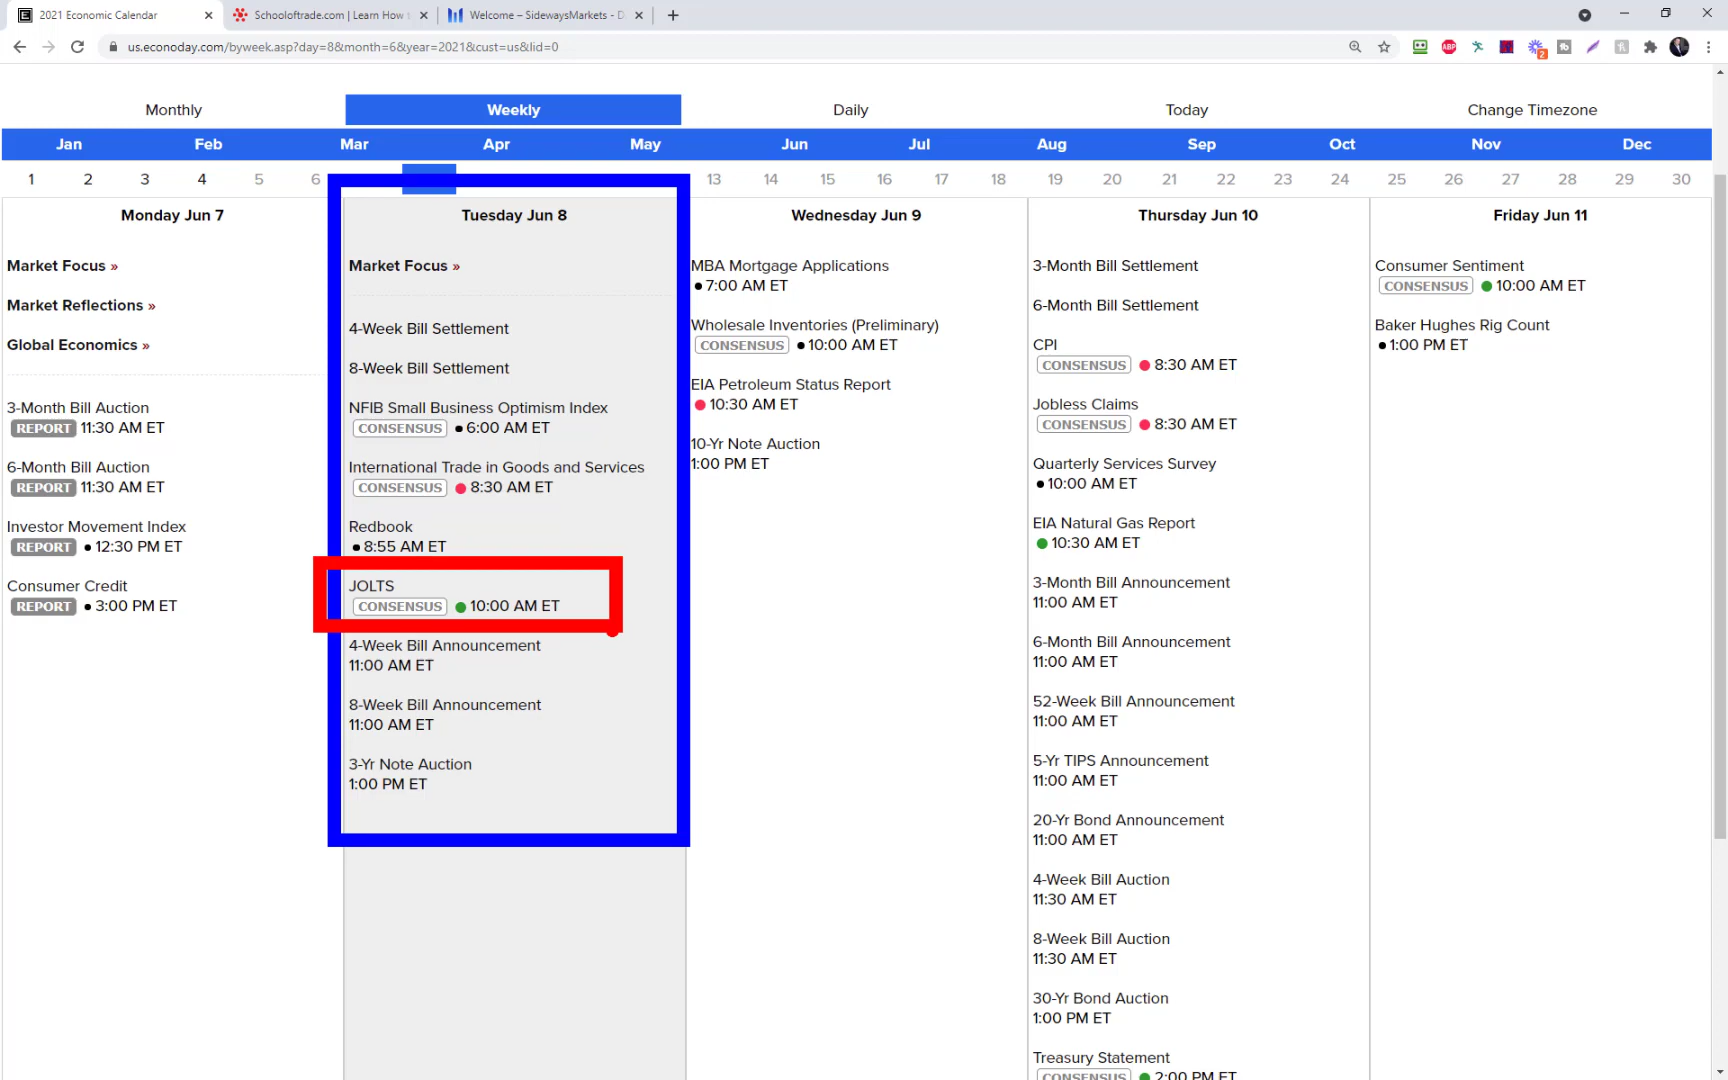 2021 Economic Calendar
Schooloftrade.com | Learn How
Welcome – SidewaysMarkets - D
us.econoday.com/byweek.asp?day=8&month=6&year=2021&cust=us&lid=0
ABP
2
Monthly
Weekly
Daily
Today
Change Timezone
Jan Feb Mar Apr May Jun Jul Aug Sep Oct Nov Dec
1 2 3 4 5 6 13 14 15 16 17 18 19 20 21 22 23 24 25 26 27 28 29 30
Monday Jun 7
Market Focus »
Market Reflections »
Global Economics »
3-Month Bill Auction
REPORT 11:30 AM ET
6-Month Bill Auction
REPORT 11:30 AM ET
Investor Movement Index
REPORT 12:30 PM ET
Consumer Credit
REPORT 3:00 PM ET
Tuesday Jun 8
Market Focus »
4-Week Bill Settlement
8-Week Bill Settlement
NFIB Small Business Optimism Index
CONSENSUS 6:00 AM ET
International Trade in Goods and Services
CONSENSUS 8:30 AM ET
Redbook
8:55 AM ET
JOLTS
CONSENSUS 10:00 AM ET
4-Week Bill Announcement
11:00 AM ET
8-Week Bill Announcement
11:00 AM ET
3-Yr Note Auction
1:00 PM ET
Wednesday Jun 9
MBA Mortgage Applications
7:00 AM ET
Wholesale Inventories (Preliminary)
CONSENSUS 10:00 AM ET
EIA Petroleum Status Report
10:30 AM ET
10-Yr Note Auction
1:00 PM ET
Thursday Jun 10
3-Month Bill Settlement
6-Month Bill Settlement
CPI
CONSENSUS 8:30 AM ET
Jobless Claims
CONSENSUS 8:30 AM ET
Quarterly Services Survey
10:00 AM ET
EIA Natural Gas Report
10:30 AM ET
3-Month Bill Announcement
11:00 AM ET
6-Month Bill Announcement
11:00 AM ET
52-Week Bill Announcement
11:00 AM ET
5-Yr TIPS Announcement
11:00 AM ET
20-Yr Bond Announcement
11:00 AM ET
4-Week Bill Auction
11:30 AM ET
8-Week Bill Auction
11:30 AM ET
30-Yr Bond Auction
1:00 PM ET
Treasury Statement
CONSENSUS 2:00 PM ET
Friday Jun 11
Consumer Sentiment
CONSENSUS 10:00 AM ET
Baker Hughes Rig Count
1:00 PM ET